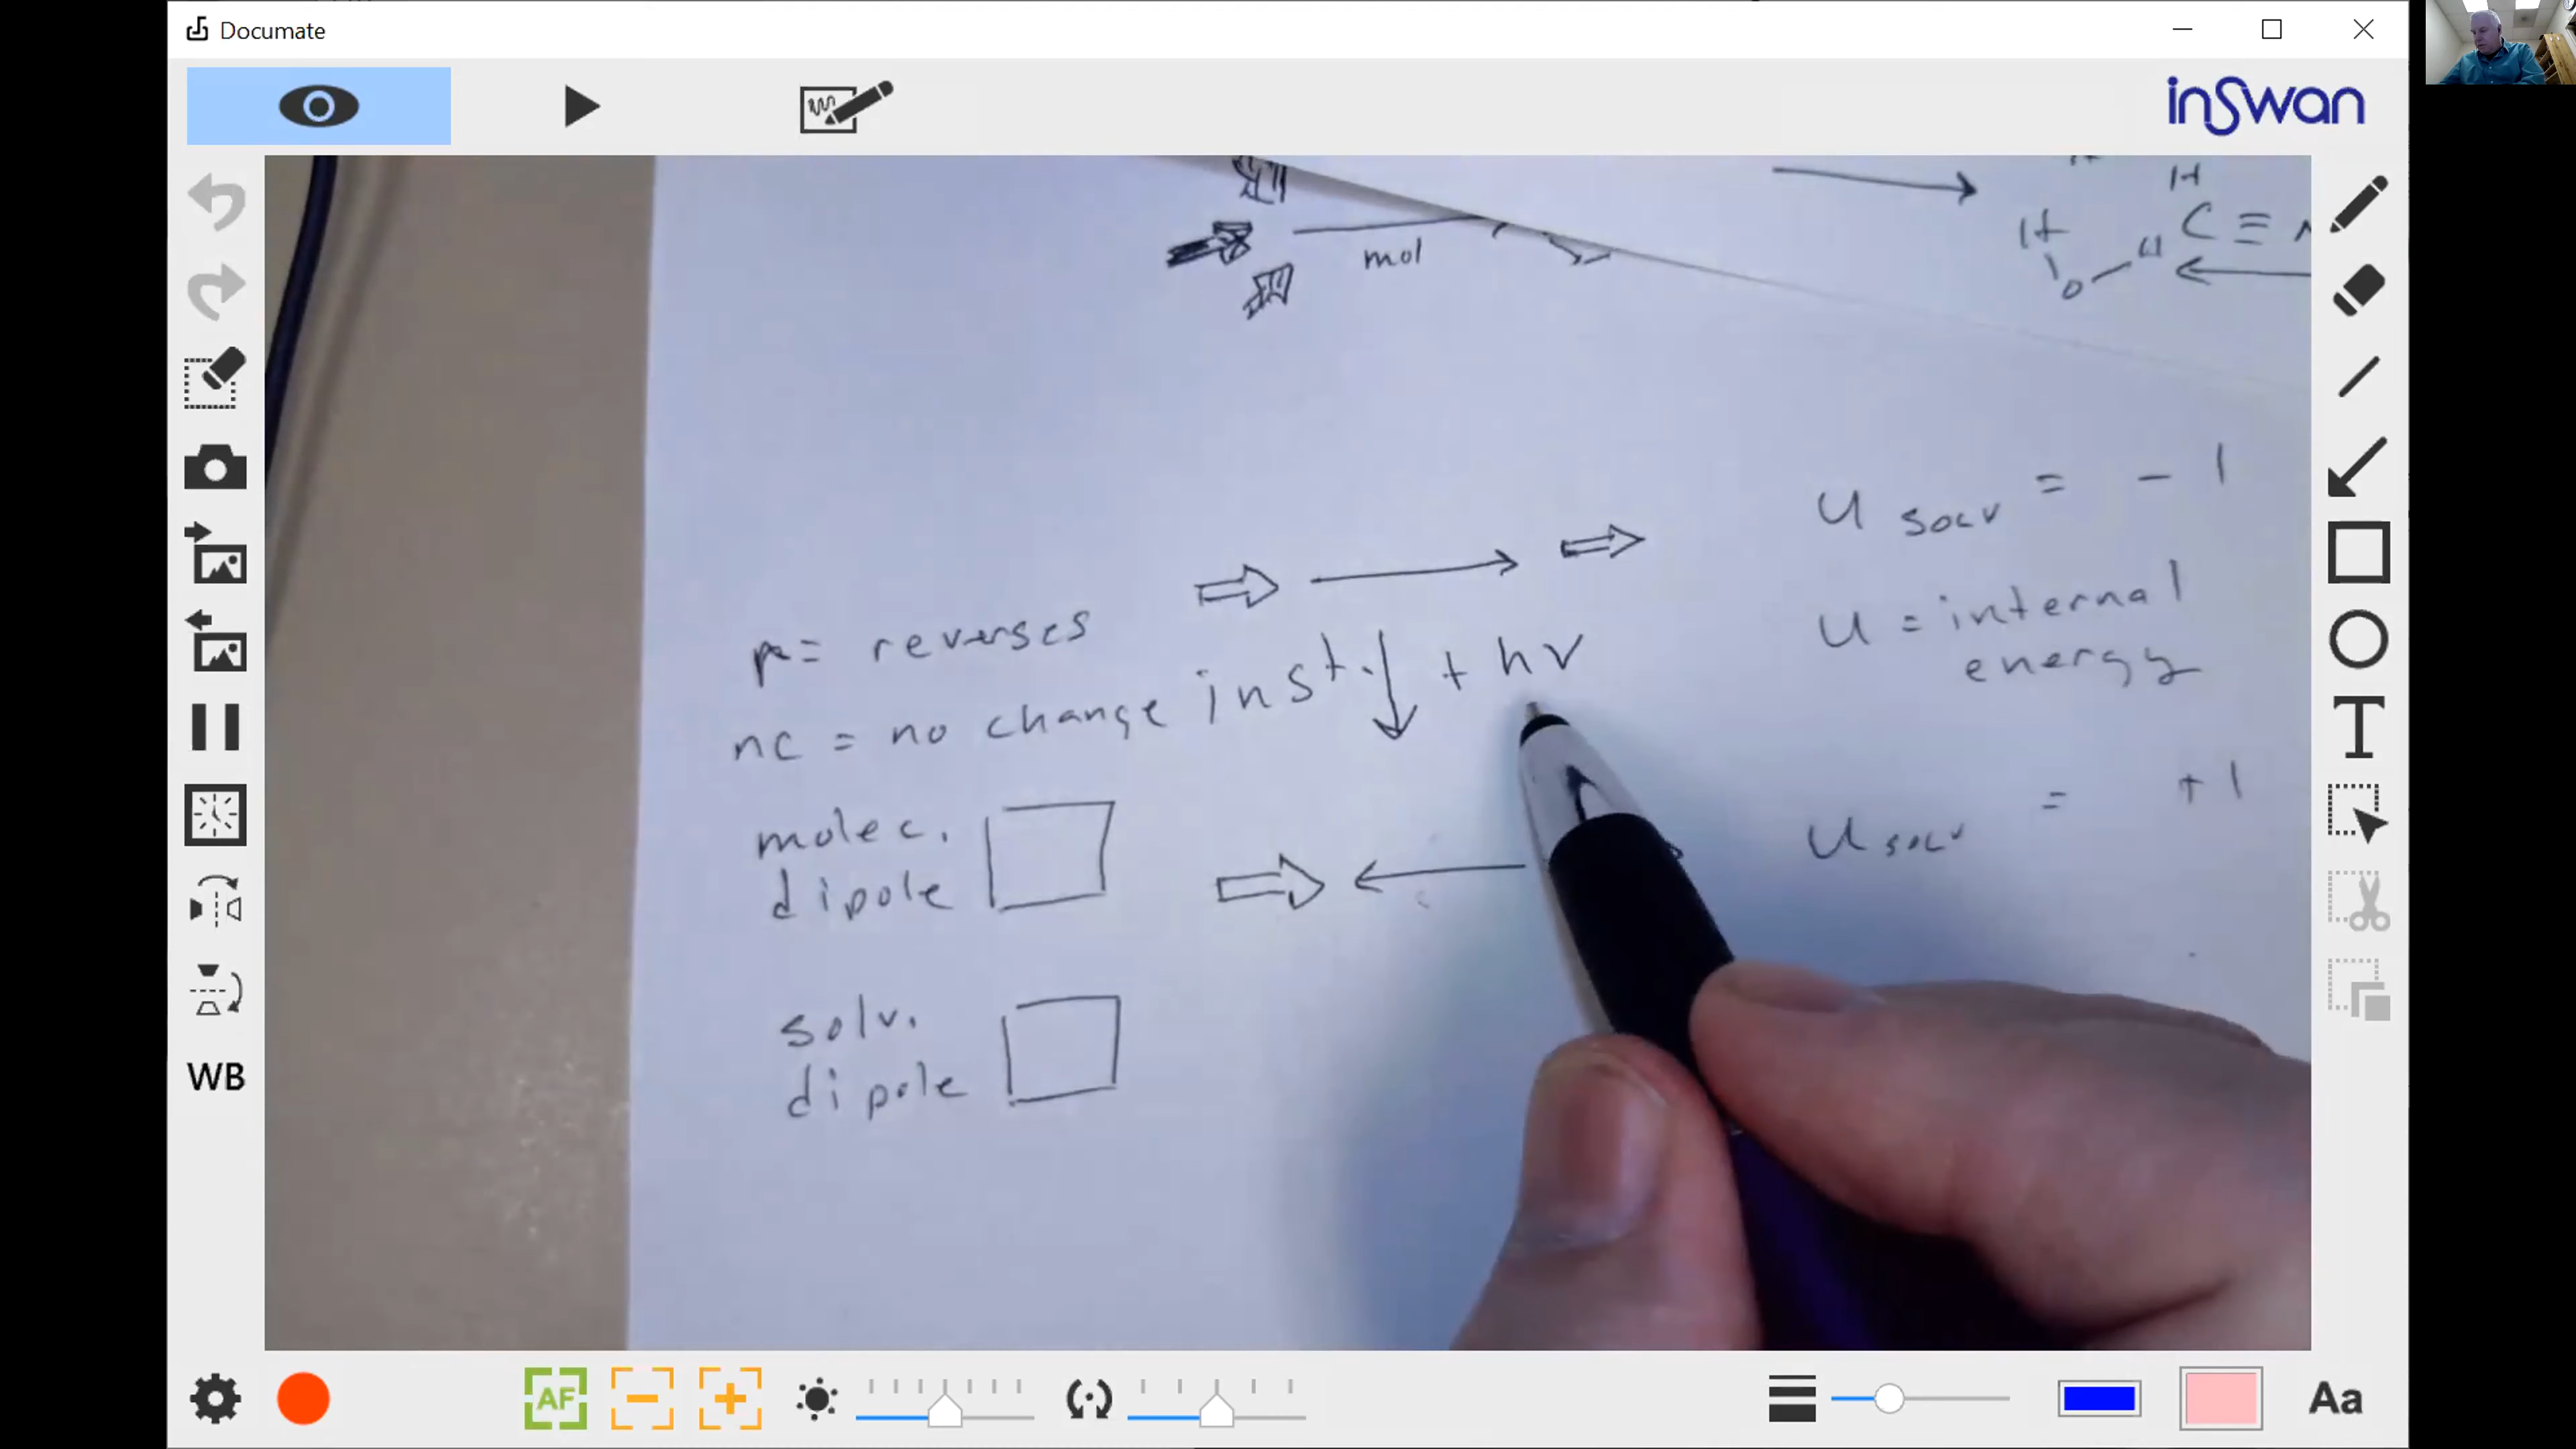 Documate
inSwan
H
mol
H
Cl
C ≡
O
U solv = - 1
U = internal
energy
r = reverses
nc = no change inst. + hν
molec.
dipole
U solv = + 1
solv.
dipole
WB
T
AF
Aa